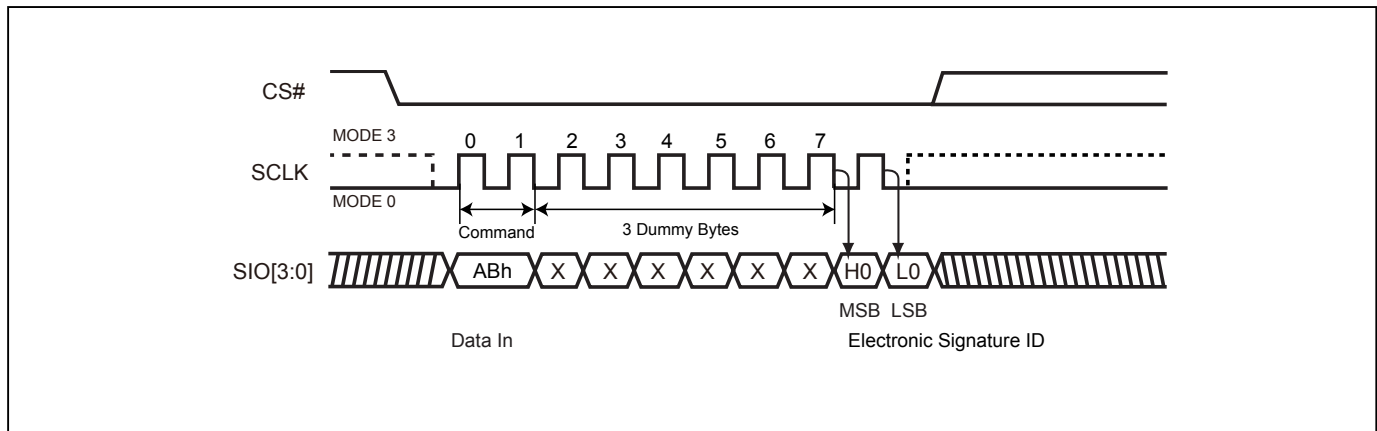 CS#
MODE 3
0 1 2 3 4 5 6 7
SCLK
MODE 0
Command 3 Dummy Bytes
SIO[3:0] ABh X X X X X X H0 L0
MSB LSB
Data In Electronic Signature ID